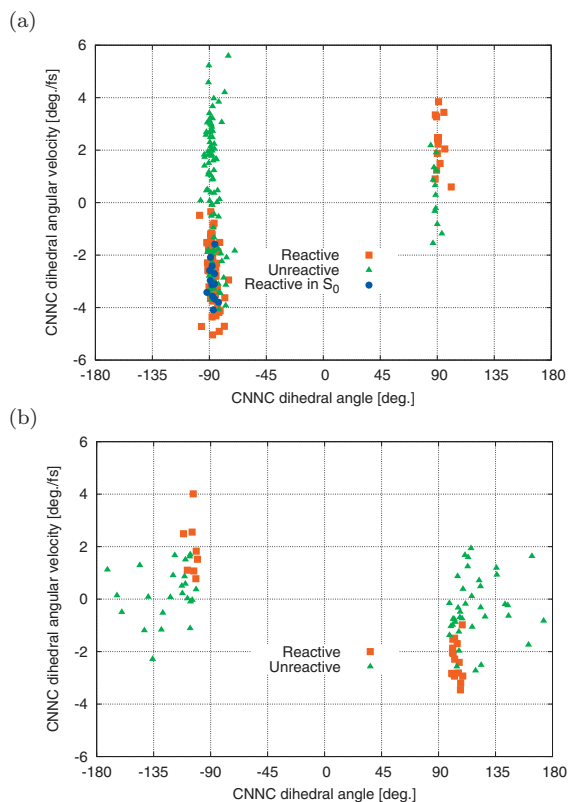 (a)
CNNC dihedral angular velocity [deg./fs]
6
4
2
0
-2
-4
-6
Reactive
Unreactive
Reactive in S0
-180 -135 -90 -45 0 45 90 135 180
CNNC dihedral angle [deg.]
(b)
CNNC dihedral angular velocity [deg./fs]
6
4
2
0
-2
-4
-6
Reactive
Unreactive
-180 -135 -90 -45 0 45 90 135 180
CNNC dihedral angle [deg.]